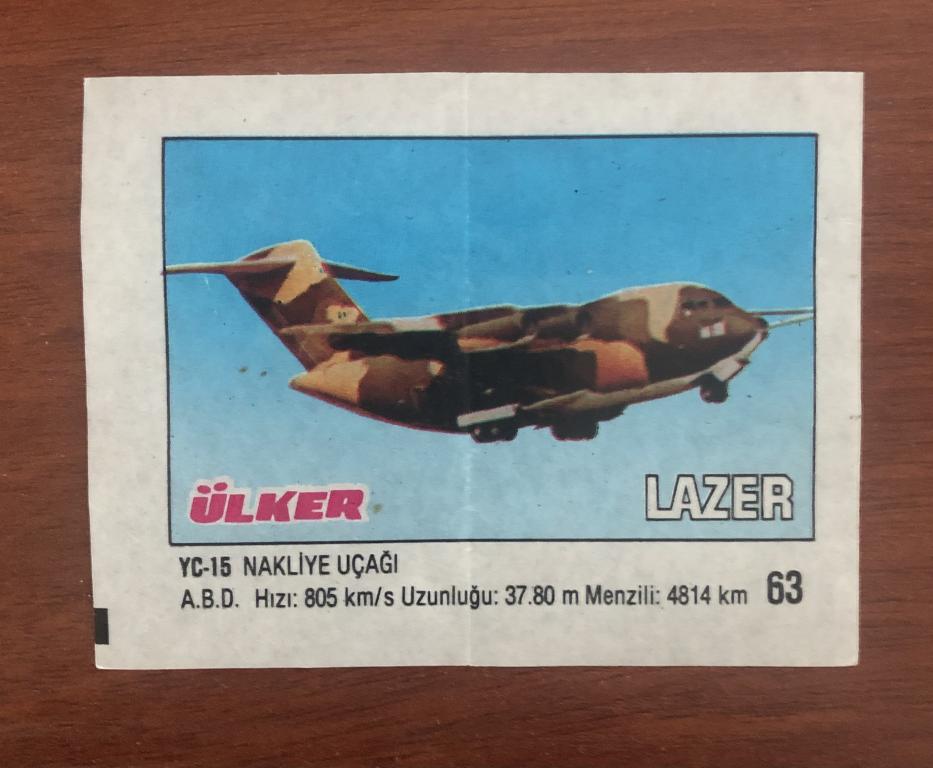 ÜLKER
LAZER
YC-15 NAKLİYE UÇAĞI
A.B.D. Hızı: 805 km/s Uzunluğu: 37.80 m Menzili: 4814 km 63